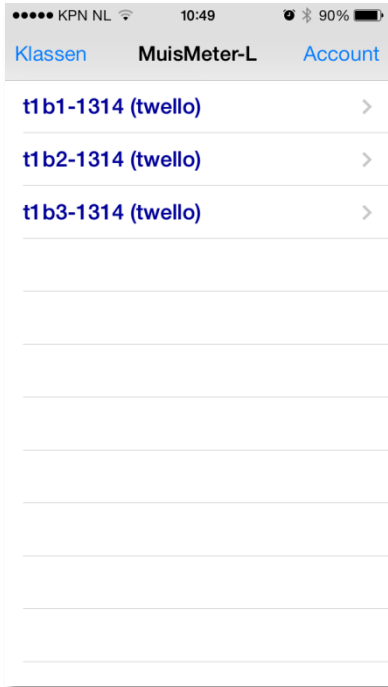 KPN NL 10:49 90%
Klassen MuisMeter-L Account
t1b1-1314 (twello)
t1b2-1314 (twello)
t1b3-1314 (twello)